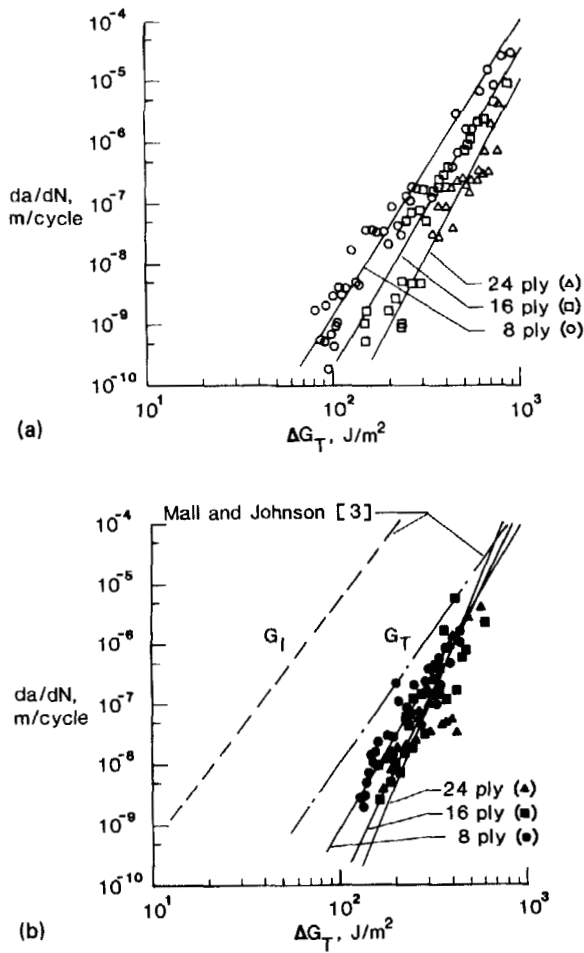 10⁻⁴
10⁻⁵
10⁻⁶
da/dN,
m/cycle
10⁻⁷
10⁻⁸
10⁻⁹
10⁻¹⁰
24 ply (△)
16 ply (□)
8 ply (○)
10¹ 10² 10³
(a)
ΔG_T, J/m²
Mall and Johnson [3]
10⁻⁴
10⁻⁵
10⁻⁶
G_I
G_T
da/dN,
m/cycle
10⁻⁷
10⁻⁸
10⁻⁹
10⁻¹⁰
24 ply (▲)
16 ply (■)
8 ply (●)
10¹ 10² 10³
(b)
ΔG_T, J/m²